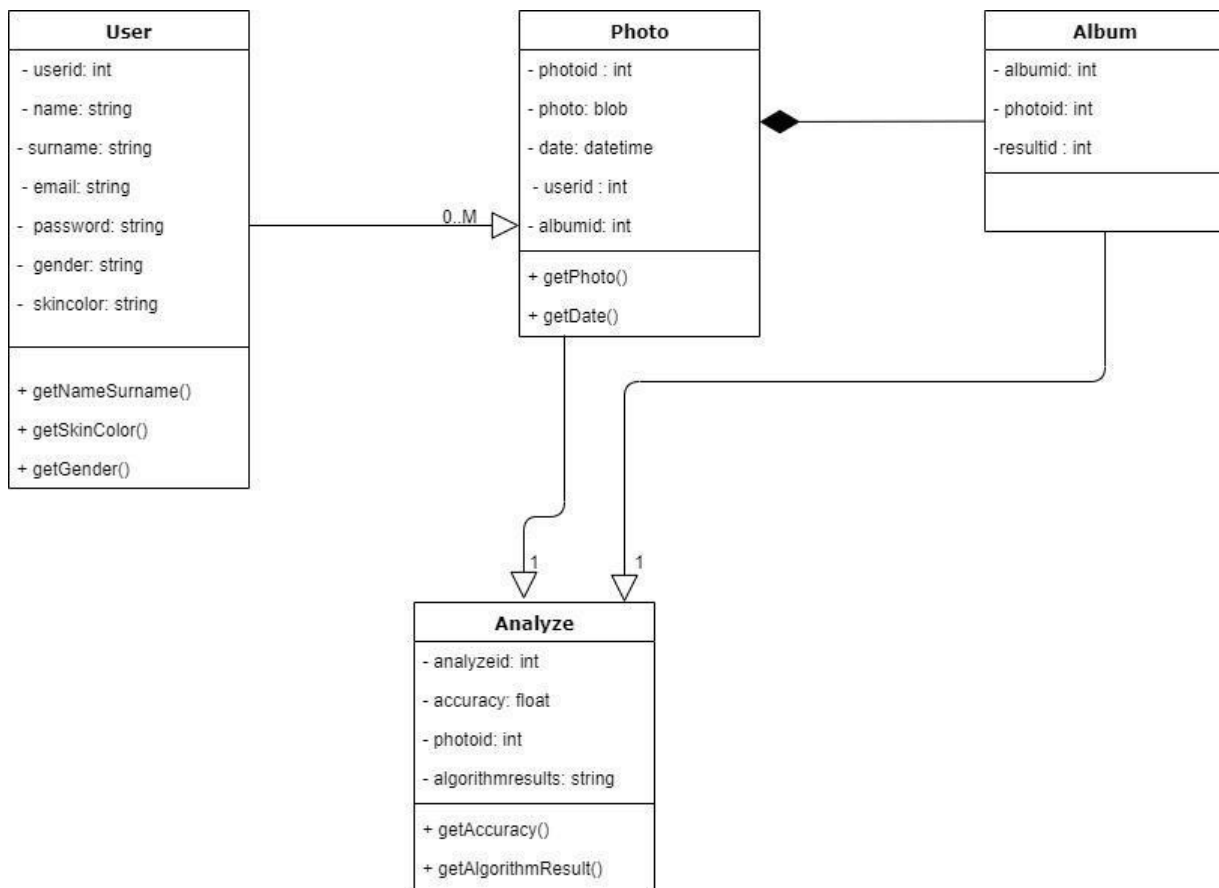 User
- userid: int
- name: string
- surname: string
- email: string
- password: string
- gender: string
- skincolor: string
+ getNameSurname()
+ getSkinColor()
+ getGender()
0..M
Photo
- photoid : int
- photo: blob
- date: datetime
- userid : int
- albumid: int
+ getPhoto()
+ getDate()
Album
- albumid: int
- photoid: int
-resultid : int
1
1
Analyze
- analyzeid: int
- accuracy: float
- photoid: int
- algorithmresults: string
+ getAccuracy()
+ getAlgorithmResult()